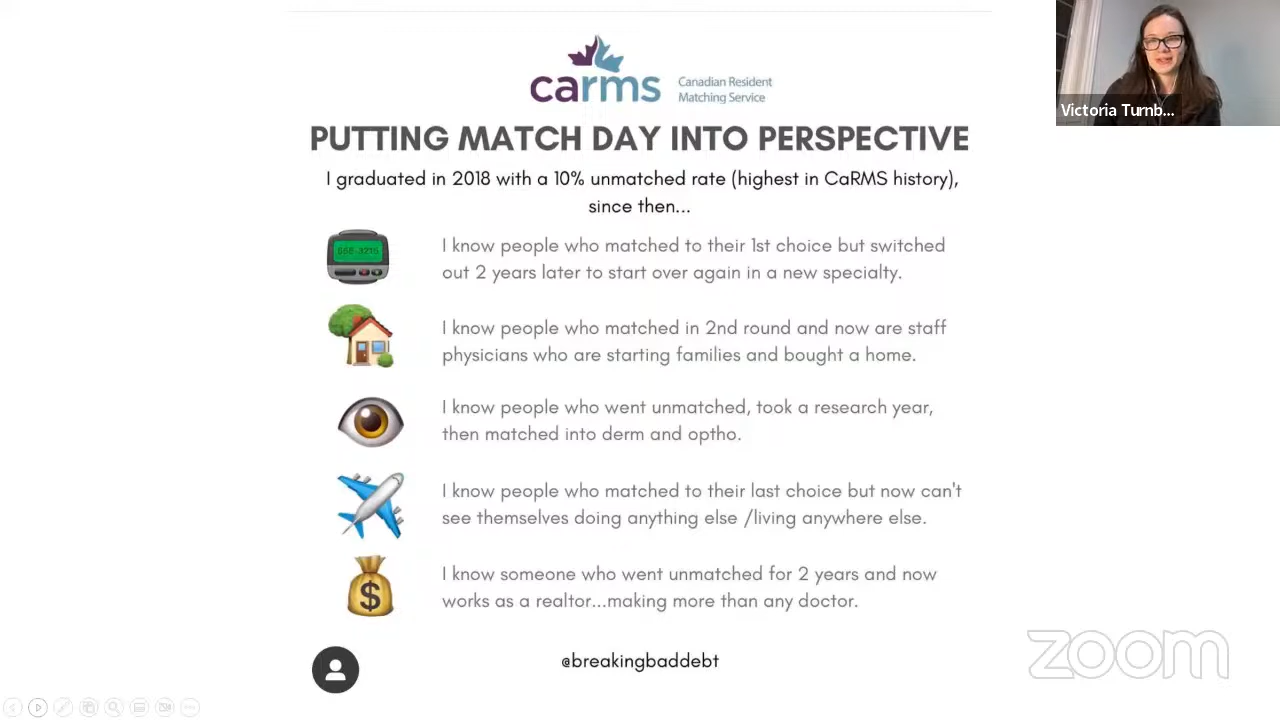 carms
Canadian Resident
Matching Service
Victoria Turnb...
PUTTING MATCH DAY INTO PERSPECTIVE
I graduated in 2018 with a 10% unmatched rate (highest in CaRMS history),
since then...
I know people who matched to their 1st choice but switched
out 2 years later to start over again in a new specialty.
I know people who matched in 2nd round and now are staff
physicians who are starting families and bought a home.
I know people who went unmatched, took a research year,
then matched into derm and optho.
I know people who matched to their last choice but now can't
see themselves doing anything else /living anywhere else.
$
I know someone who went unmatched for 2 years and now
works as a realtor...making more than any doctor.
@breakingbaddebt
zoom